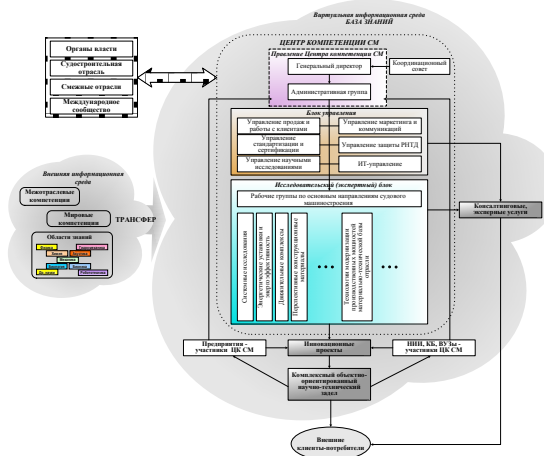 Виртуальная информационная среда
БАЗА ЗНАНИЙ
Органы власти
Судостроительная
отрасль
Смежные отрасли
Международное
сообщество
ЦЕНТР КОМПЕТЕНЦИИ СМ
Правление Центра компетенции СМ
Генеральный директор
Координационный
совет
Административная группа
Блок управления
Управление продаж и
работы с клиентами
Управление маркетинга и
коммуникаций
Управление
стандартизации и
сертификации
Управление защиты РНТД
Управление научными
исследованиями
ИТ-управление
Внешняя информационная
среда
Межотраслевые
компетенции
Мировые
компетенции
ТРАНСФЕР
Области знаний
Исследовательский (экспертный) блок
Рабочие группы по основным направлениям судового
машиностроения
Системные исследования
Энергетические установки и
энергоэффективность
Движительные комплексы
Перспективные конструкционные
материалы
• • •
Технологии модернизации
производственных мощностей
материально-технической базы
отрасли
• • •
Консалтинговые,
экспертные услуги
Предприятия -
участники ЦК СМ
Инновационные
проекты
НИИ, КБ, ВУЗы -
участники ЦК СМ
Комплексный объектно-
ориентированный
научно-технический
задел
Внешние
клиенты-потребители